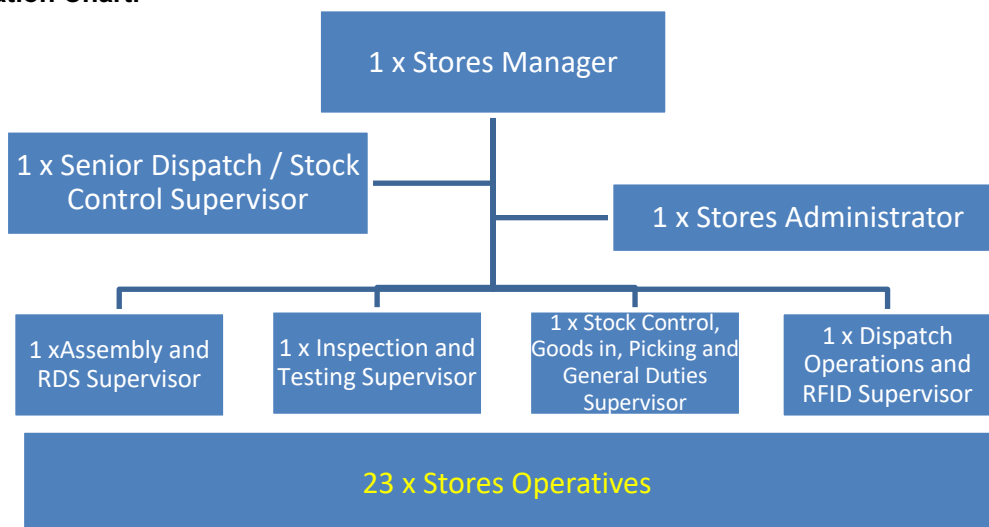 1 x Stores Manager
1 x Senior Dispatch / Stock
Control Supervisor
1 x Stores Administrator
1 xAssembly and
RDS Supervisor
1 x Inspection and
Testing Supervisor
1 x Stock Control,
Goods in, Picking and
General Duties
Supervisor
1 x Dispatch
Operations and
RFID Supervisor
23 x Stores Operatives